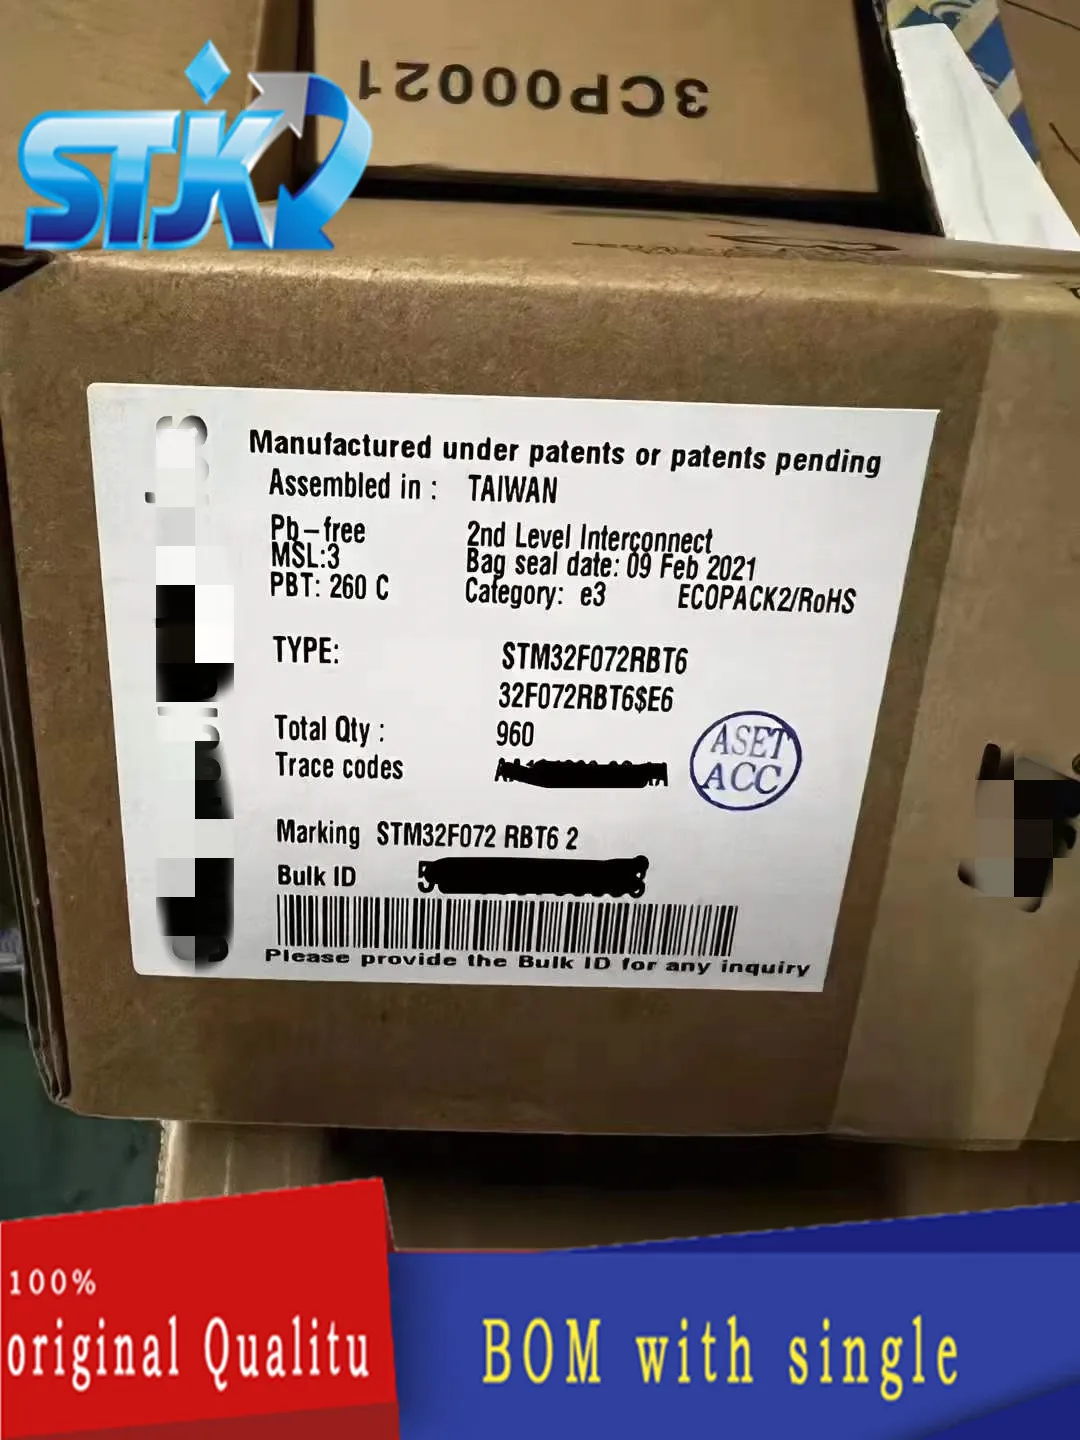 3CP00021
STK
Manufactured under patents or patents pending
Assembled in : TAIWAN
Pb-free 2nd Level Interconnect
MSL:3 Bag seal date: 09 Feb 2021
PBT: 260 C Category: e3 ECOPACK2/RoHS
TYPE: STM32F072RBT6
32F072RBT6$E6
Total Qty : 960
Trace codes
ASET
ACC
Marking STM32F072 RBT6 2
Bulk ID
Please provide the Bulk ID for any inquiry
100%
original Qualitu
BOM with single